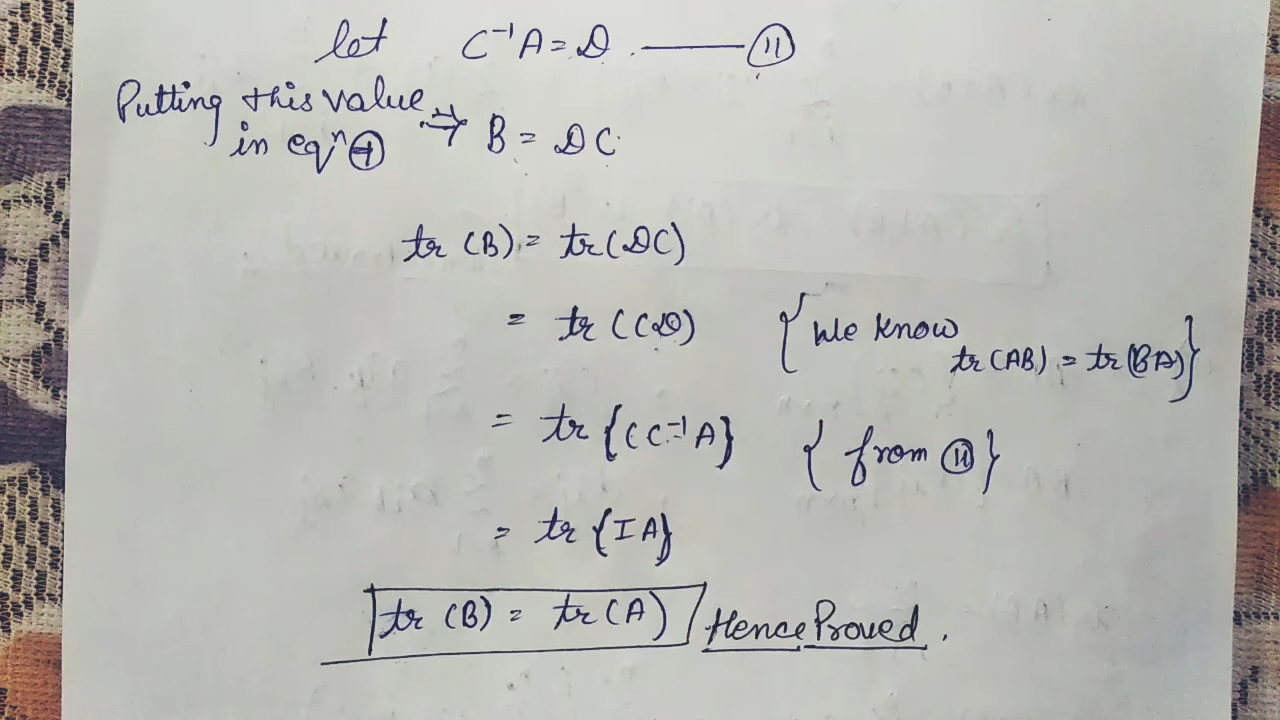 let C⁻¹A = D ——— (11)
Putting this value
in eqⁿ (1) ⇒ B = DC
tr (B) = tr (DC)
= tr (CD) { We know
tr (AB) = tr (BA) }
= tr {CC⁻¹A} { from (11) }
= tr {IA}
tr (B) = tr (A) Hence Proved.